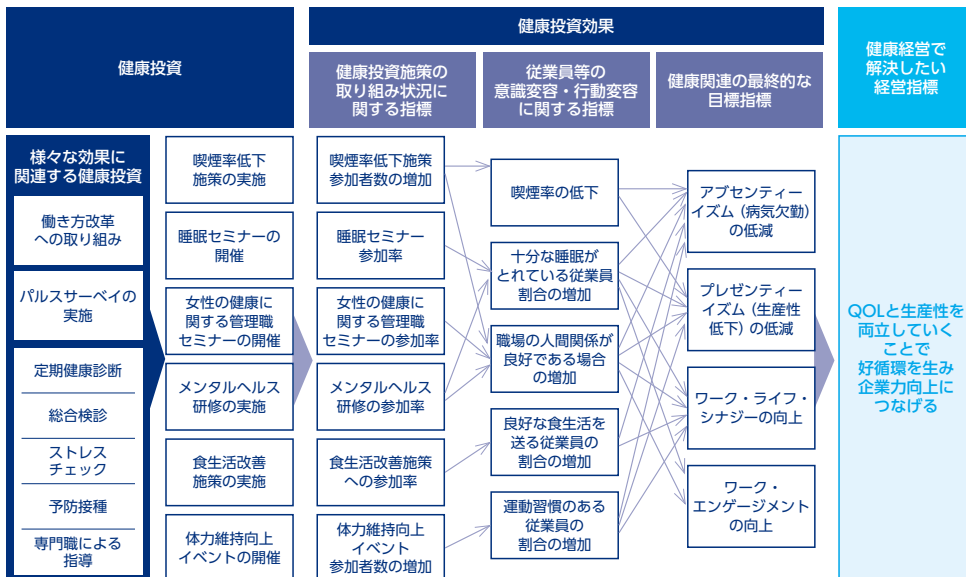 健康投資
健康投資効果
健康投資施策の
取り組み状況に
関する指標
従業員等の
意識変容・行動変容
に関する指標
健康関連の最終的な
目標指標
健康経営で
解決したい
経営指標
様々な効果に
関連する健康投資
働き方改革
への取り組み
パルスサーベイの
実施
定期健康診断
総合検診
ストレス
チェック
予防接種
専門職による
指導
喫煙率低下
施策の実施
睡眠セミナーの
開催
女性の健康に
関する管理職
セミナーの開催
メンタルヘルス
研修の実施
食生活改善
施策の実施
体力維持向上
イベントの開催
喫煙率低下施策
参加者数の増加
睡眠セミナー
参加率
女性の健康に
関する管理職
セミナーの参加率
メンタルヘルス
研修の参加率
食生活改善施策
への参加率
体力維持向上
イベント
参加者数の増加
喫煙率の低下
十分な睡眠が
とれている従業員
割合の増加
職場の人間関係が
良好である場合
の増加
良好な食生活を
送る従業員の
割合の増加
運動習慣のある
従業員の
割合の増加
アブセンティー
イズム（病気欠勤）
の低減
プレゼンティー
イズム（生産性
低下）の低減
ワーク・ライフ・
シナジーの向上
ワーク・
エンゲージメント
の向上
QOLと生産性を
両立していく
ことで
好循環を生み
企業力向上に
つなげる